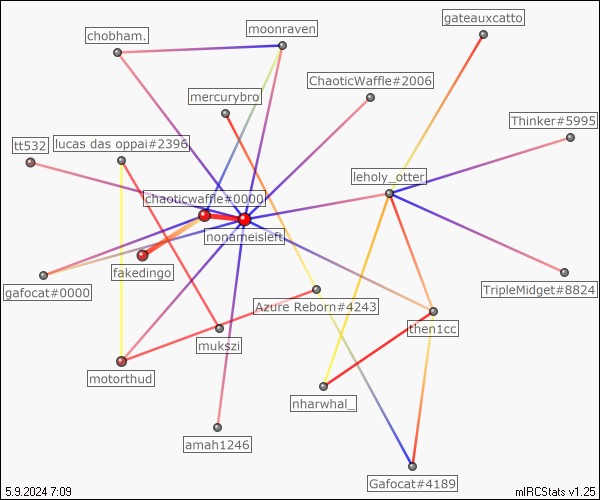 gateauxcatto
moonraven
chobham.
ChaoticWaffle#2006
mercurybro
Thinker#5995
tt532
lucas das oppai#2396
leholy_otter
chaoticwaffle#0000
nonameisleft
fakedingo
gafocat#0000
TripleMidget#8824
Azure Reborn#4243
then1cc
mukszi
motorthud
nharwhal_
amah1246
Gafocat#4189
5.9.2024 7:09
mIRCStats v1.25